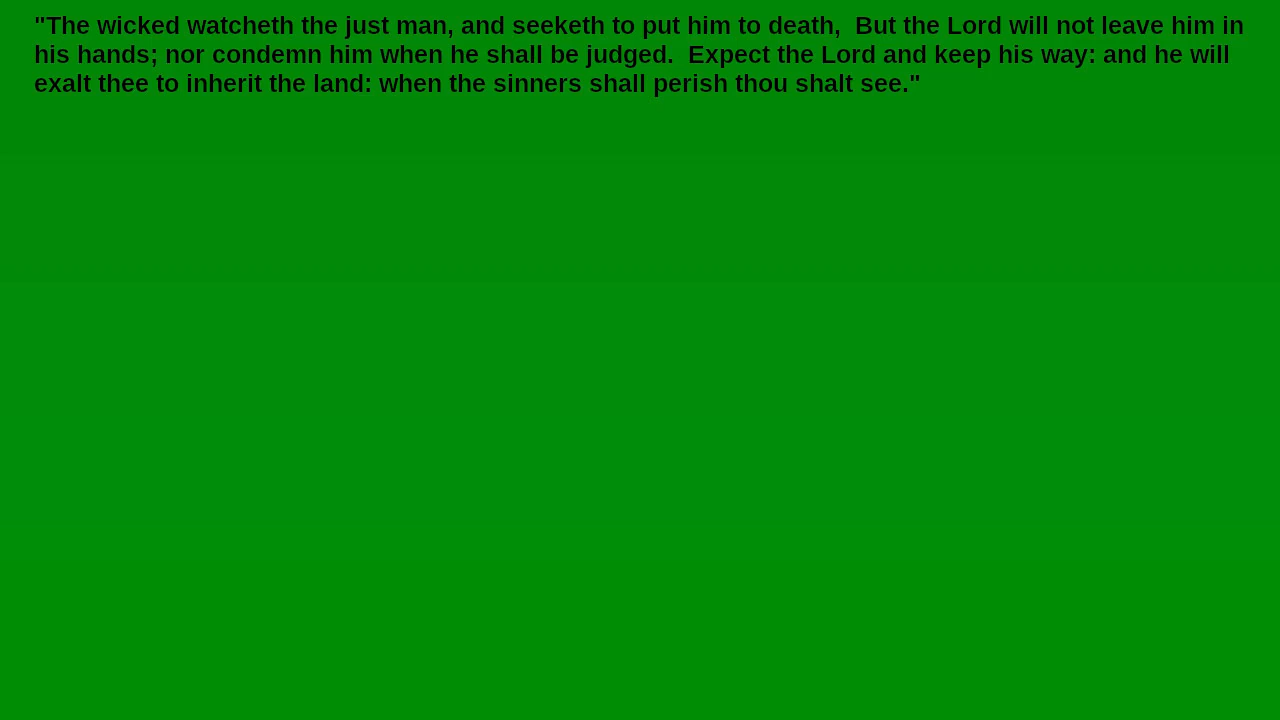 "The wicked watcheth the just man, and seeketh to put him to death,  But the Lord will not leave him in
his hands; nor condemn him when he shall be judged.  Expect the Lord and keep his way: and he will
exalt thee to inherit the land: when the sinners shall perish thou shalt see."